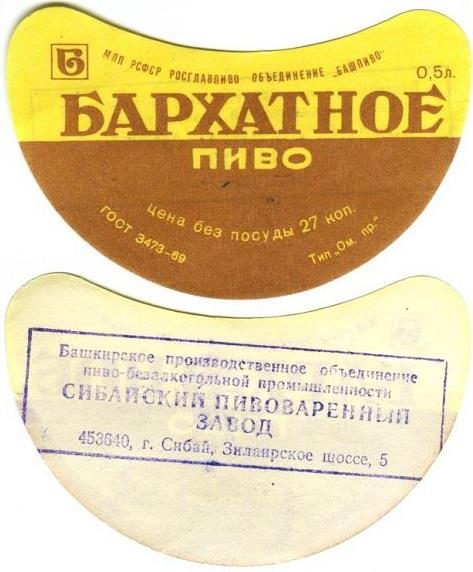 Б
МПП РСФСР РОСГЛАВПИВО ОБЪЕДИНЕНИЕ „БАШПИВО"
0,5л.
БАРХАТНОЕ
ПИВО
цена без посуды 27 коп.
ГОСТ 3473-69
Тип. „Ом. пр."
Башкирское производственное объединение
пиво-безалкогольной промышленности
СИБАЙСКИЙ ПИВОВАРЕННЫЙ
ЗАВОД
453640, г. Сибай, Зилаирское шоссе, 5